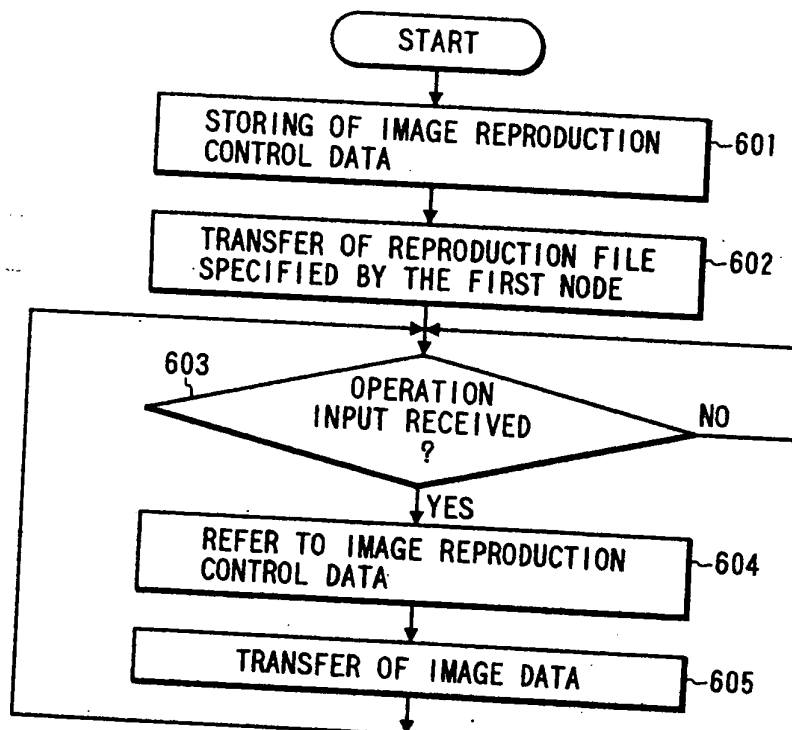 START
STORING OF IMAGE REPRODUCTION
CONTROL DATA
601
TRANSFER OF REPRODUCTION FILE
SPECIFIED BY THE FIRST NODE
602
603
OPERATION
INPUT RECEIVED
?
NO
YES
REFER TO IMAGE REPRODUCTION
CONTROL DATA
604
TRANSFER OF IMAGE DATA
605